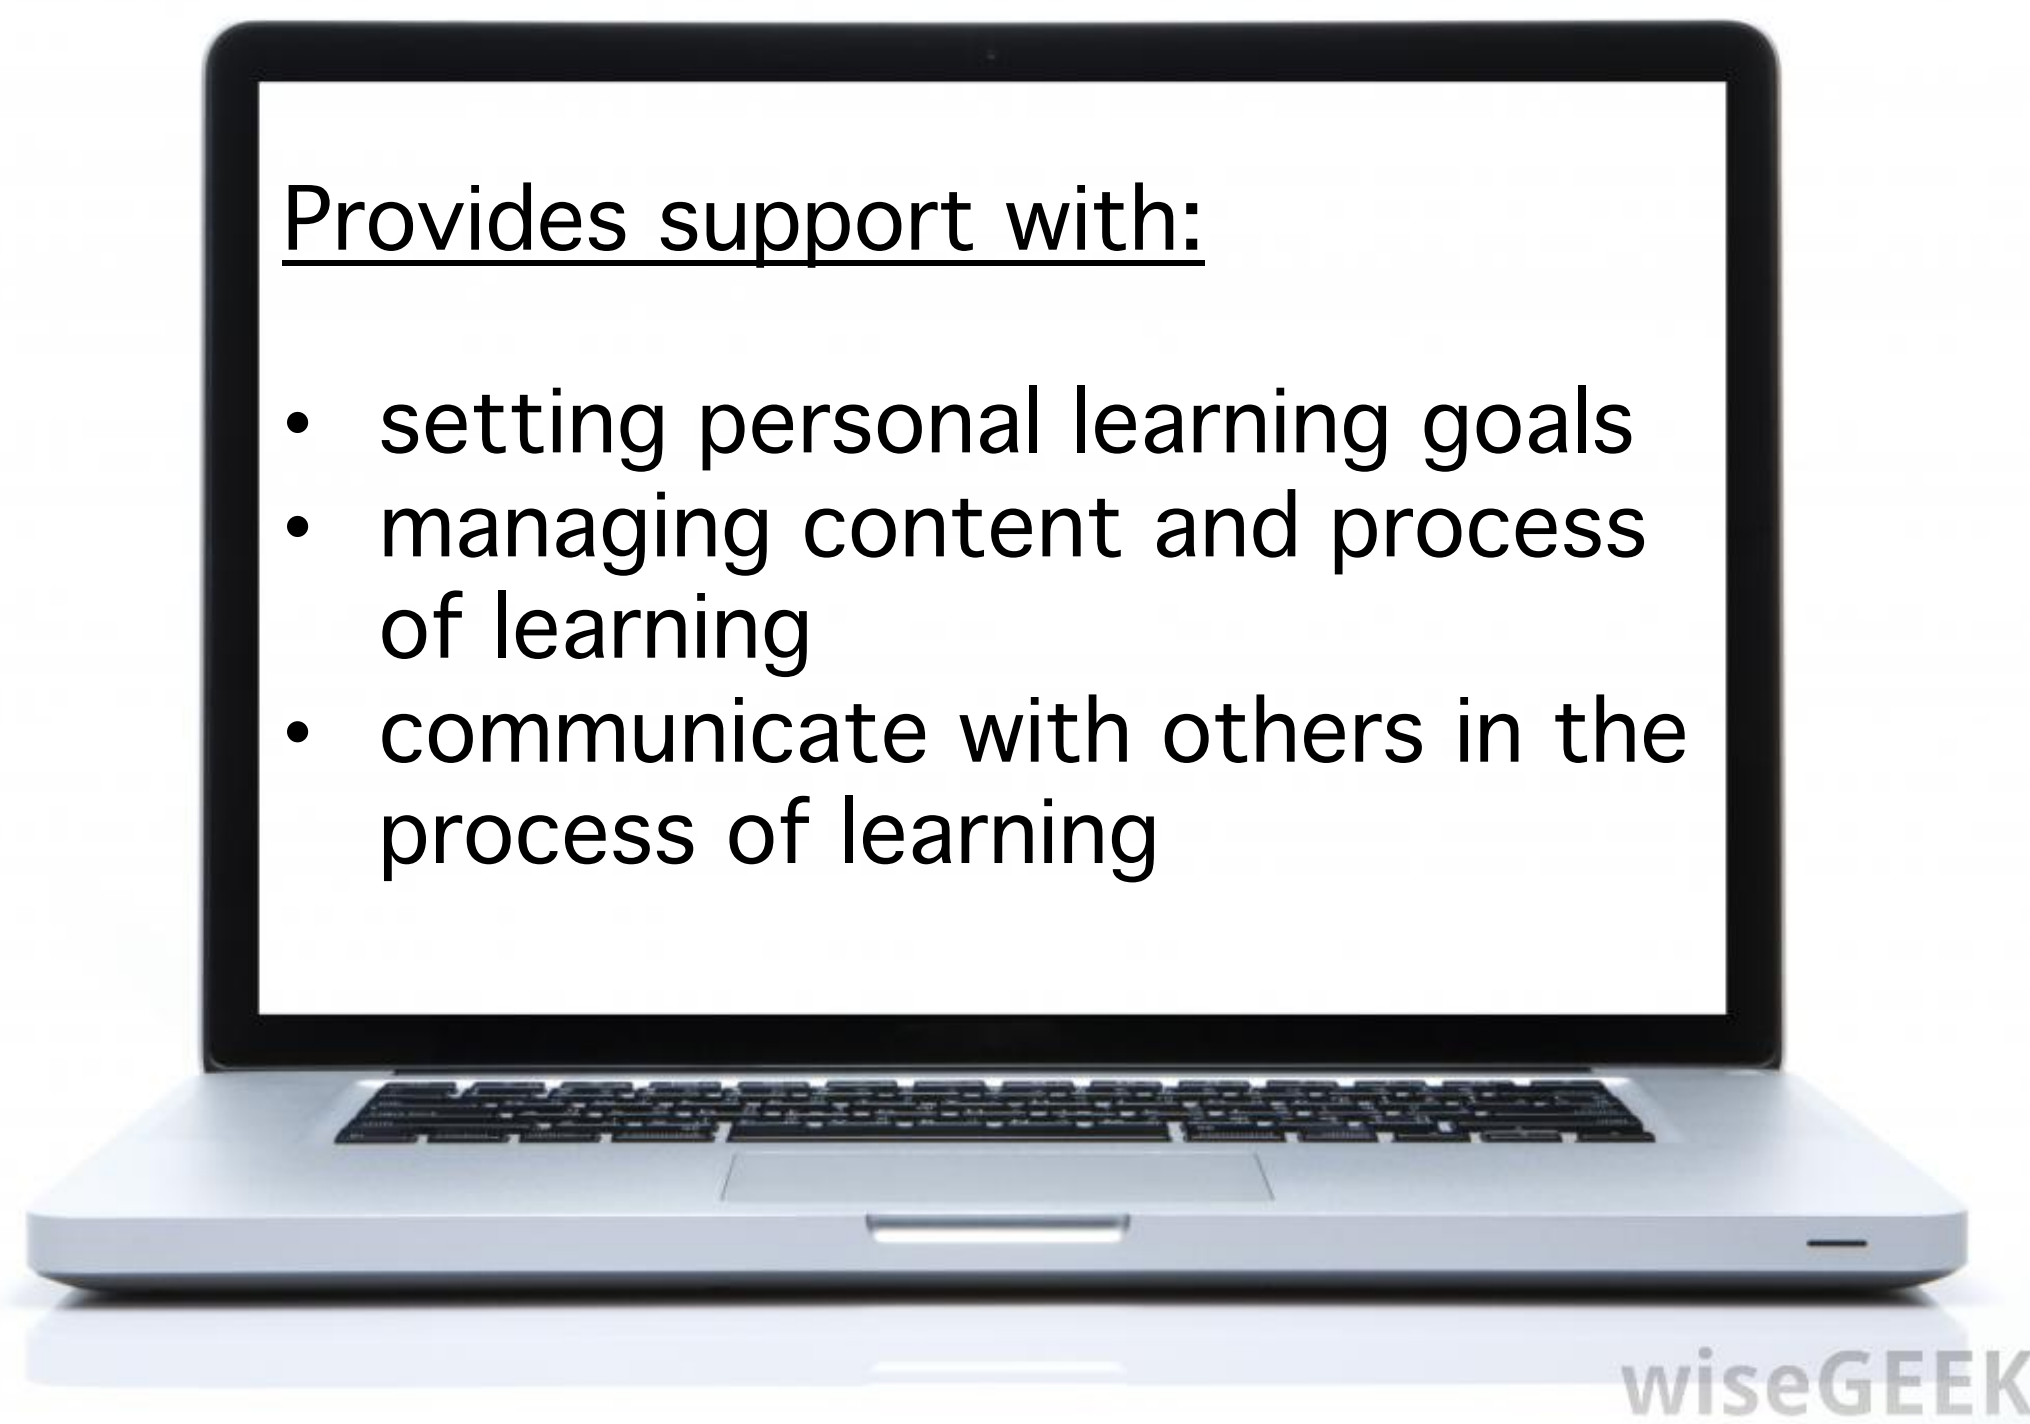 Provides support with:
• setting personal learning goals
• managing content and process
of learning
• communicate with others in the
process of learning
wiseGEEK